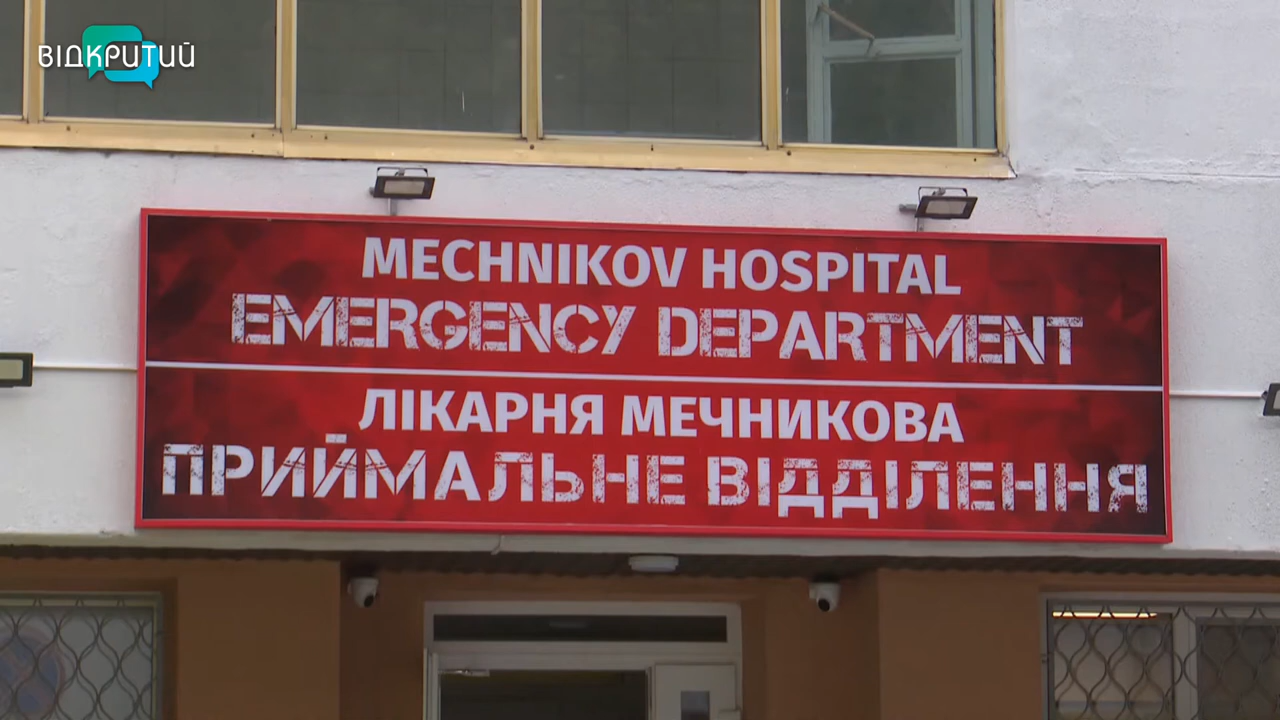 ВІДКРИТИЙ
MECHNIKOV HOSPITAL
EMERGENCY DEPARTMENT
ЛІКАРНЯ МЕЧНИКОВА
ПРИЙМАЛЬНЕ ВІДДІЛЕННЯ